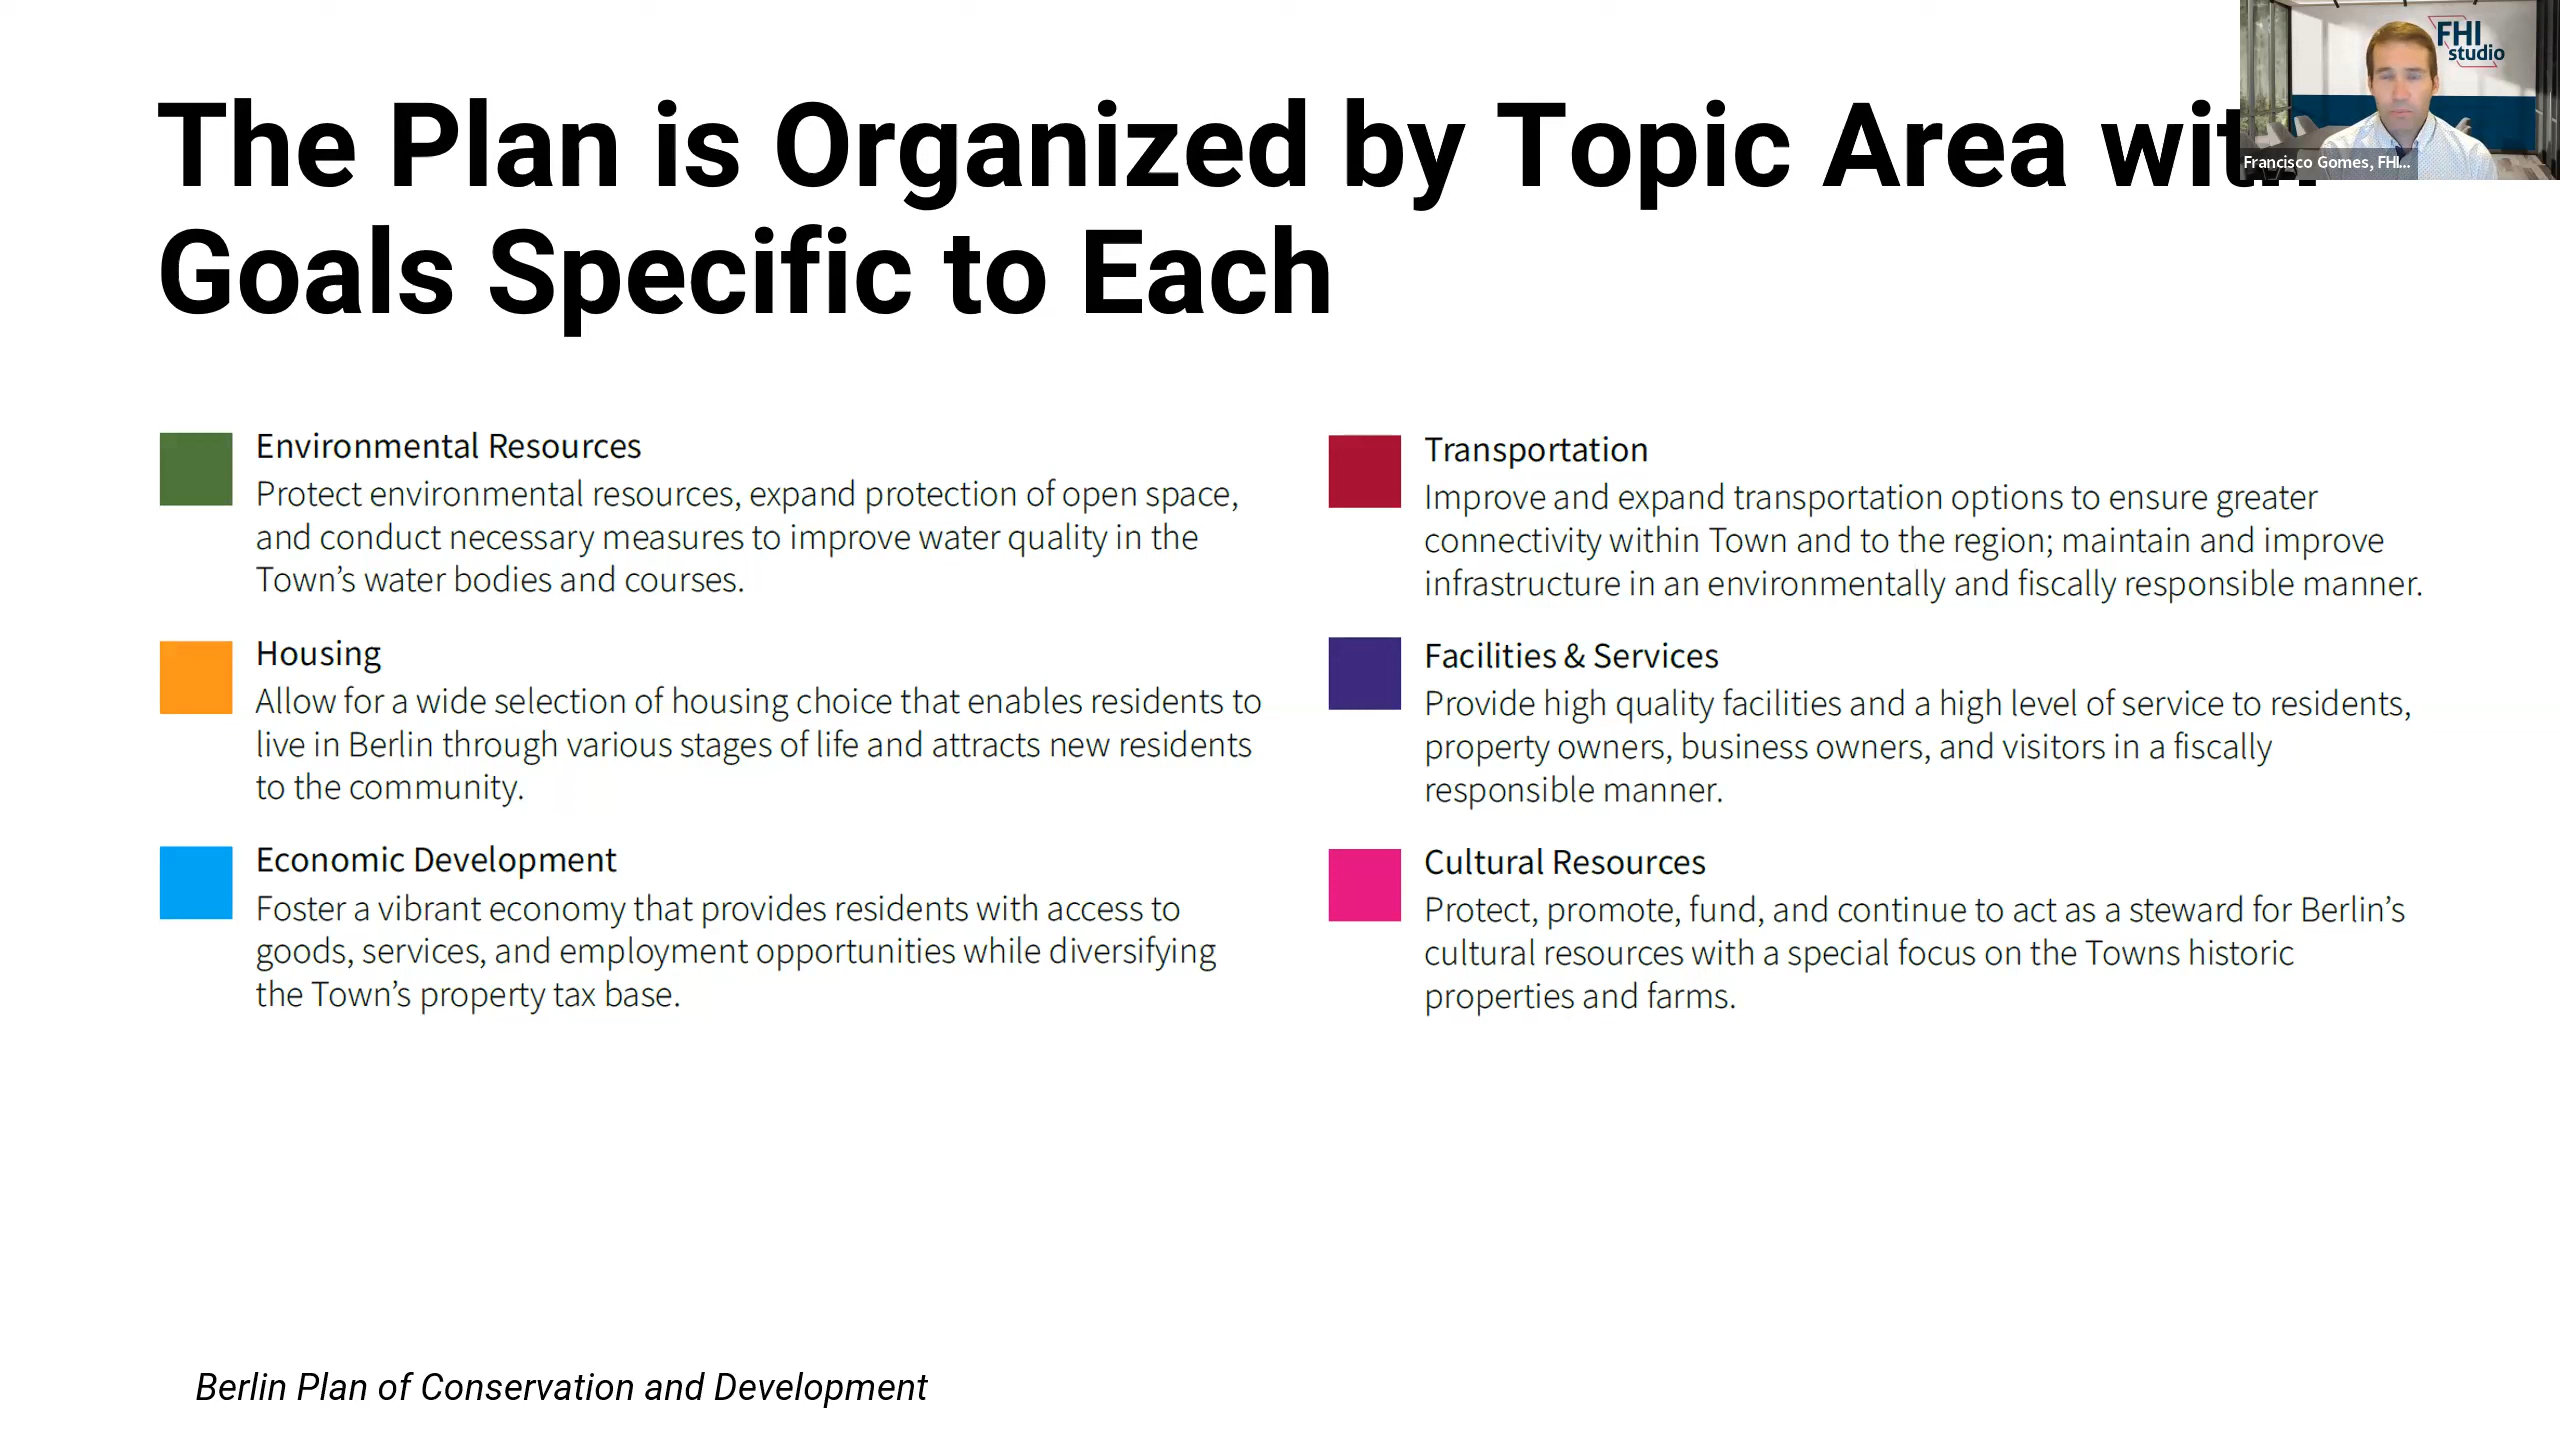 The Plan is Organized by Topic Area with
Goals Specific to Each
FHI
studio
Francisco Gomes, FHI...
Environmental Resources
Protect environmental resources, expand protection of open space,
and conduct necessary measures to improve water quality in the
Town’s water bodies and courses.
Housing
Allow for a wide selection of housing choice that enables residents to
live in Berlin through various stages of life and attracts new residents
to the community.
Economic Development
Foster a vibrant economy that provides residents with access to
goods, services, and employment opportunities while diversifying
the Town’s property tax base.
Transportation
Improve and expand transportation options to ensure greater
connectivity within Town and to the region; maintain and improve
infrastructure in an environmentally and fiscally responsible manner.
Facilities & Services
Provide high quality facilities and a high level of service to residents,
property owners, business owners, and visitors in a fiscally
responsible manner.
Cultural Resources
Protect, promote, fund, and continue to act as a steward for Berlin’s
cultural resources with a special focus on the Towns historic
properties and farms.
Berlin Plan of Conservation and Development